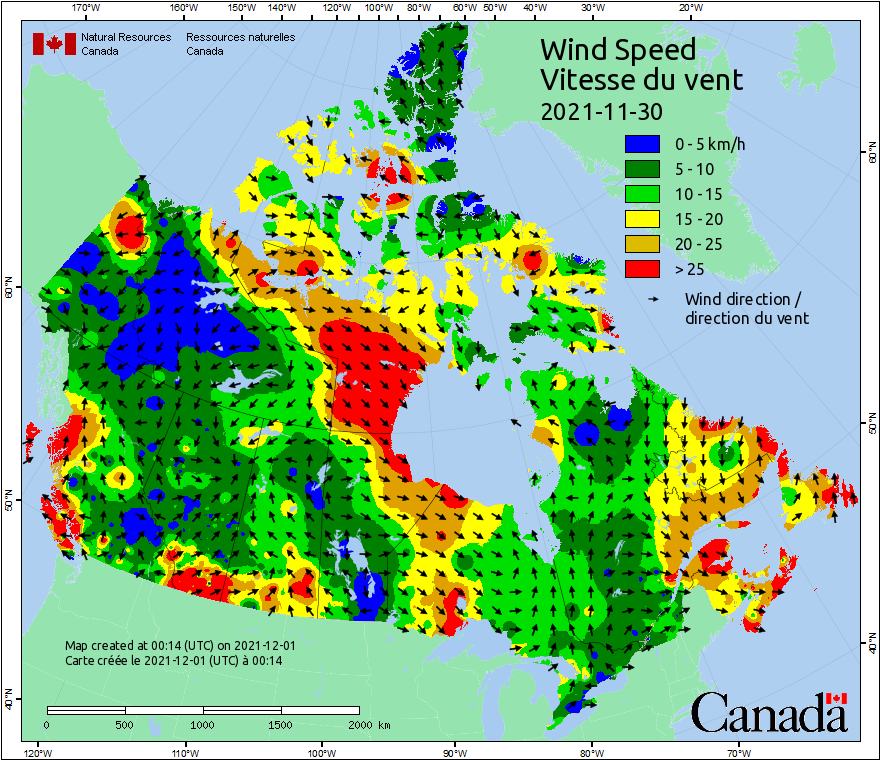 170°W 160°W 150°W 140°W 130°W 120°W 110°W 100°W 90°W 80°W 70°W 60°W 50°W 40°W 30°W 20°W
Natural Resources Canada
Ressources naturelles Canada
Wind Speed
Vitesse du vent
2021-11-30
0 - 5 km/h
5 - 10
10 - 15
15 - 20
20 - 25
> 25
Wind direction /
direction du vent
60°N
60°N
50°N
50°N
40°N
40°N
Map created at 00:14 (UTC) on 2021-12-01
Carte créée le 2021-12-01 (UTC) à 00:14
0 500 1000 1500 2000 km
Canada
120°W 110°W 100°W 90°W 80°W 70°W